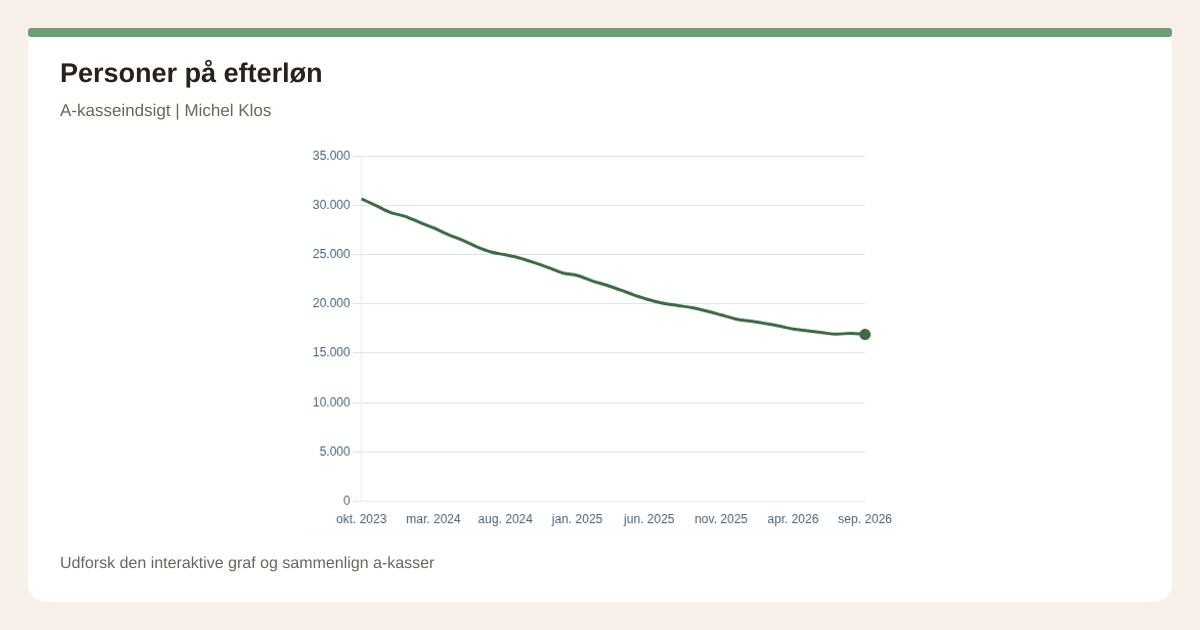 Personer på efterløn
A-kasseindsigt | Michel Klos
35.000
30.000
25.000
20.000
15.000
10.000
5.000
0
okt. 2023 mar. 2024 aug. 2024 jan. 2025 jun. 2025 nov. 2025 apr. 2026 sep. 2026
Udforsk den interaktive graf og sammenlign a-kasser